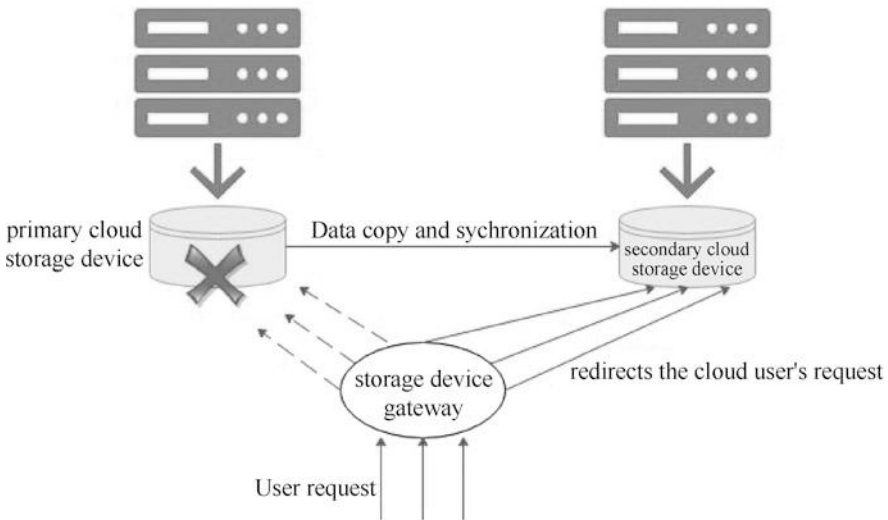 primary cloud
storage device
Data copy and sychronization
secondary cloud
storage device
storage device
gateway
redirects the cloud user's request
User request